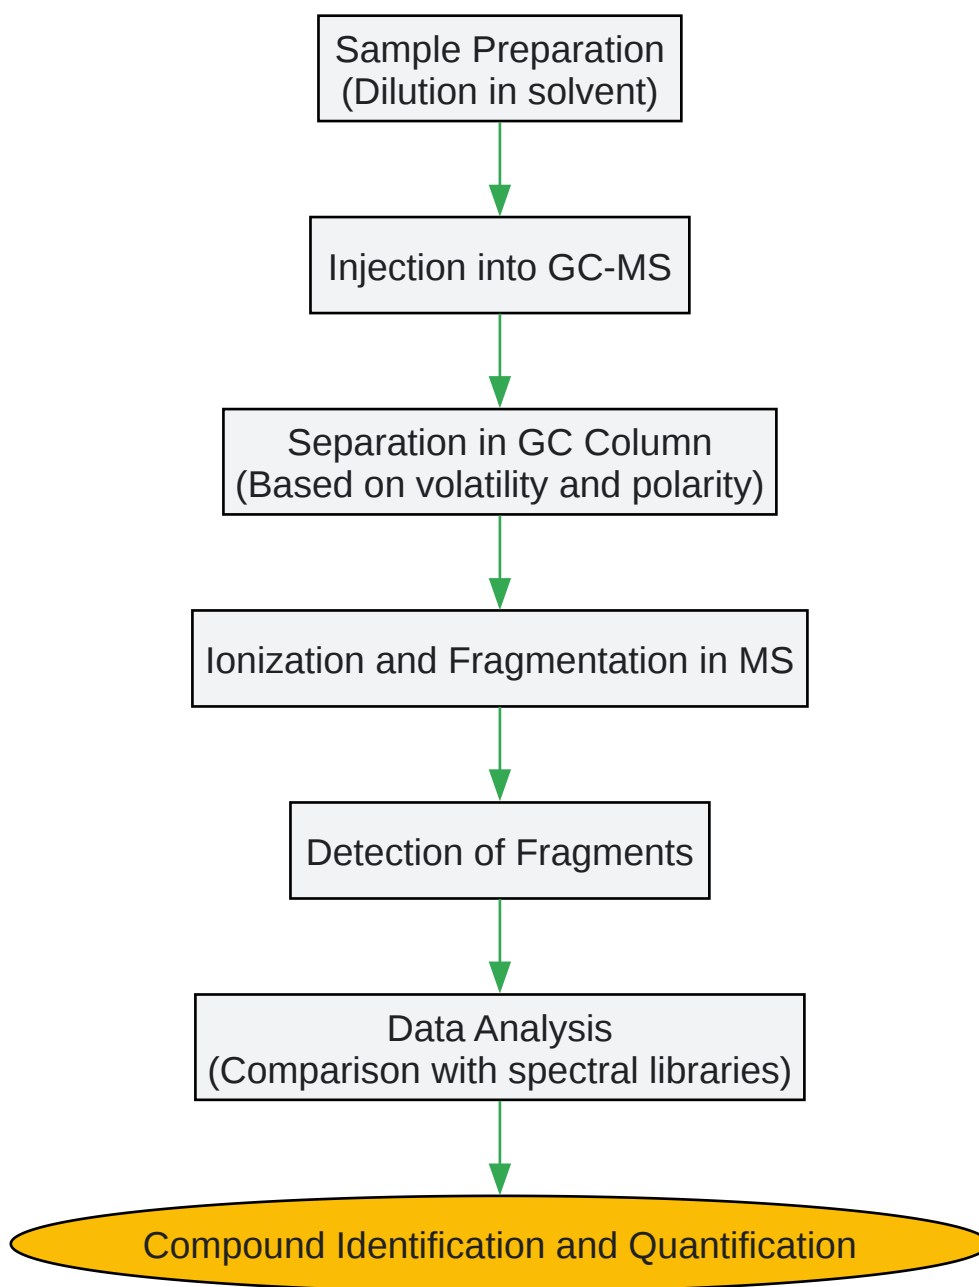 Sample Preparation
(Dilution in solvent)
Injection into GC-MS
Separation in GC Column
(Based on volatility and polarity)
Ionization and Fragmentation in MS
Detection of Fragments
Data Analysis
(Comparison with spectral libraries)
Compound Identification and Quantification